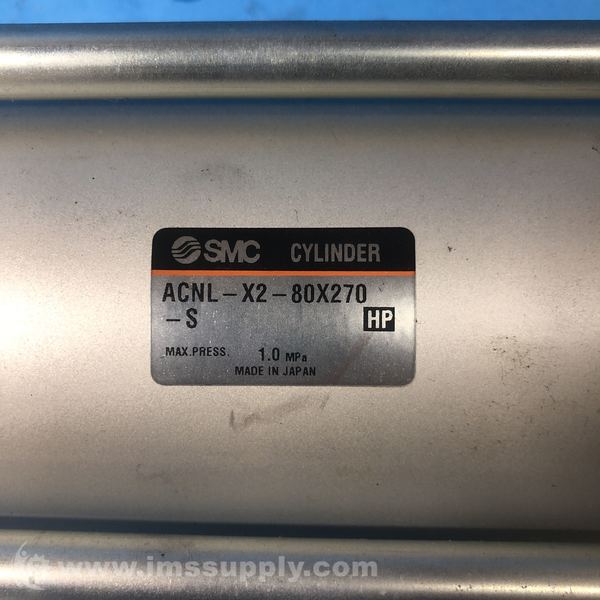 SMC CYLINDER
ACNL-X2-80X270
-S HP
MAX.PRESS. 1.0 MPa
MADE IN JAPAN
www.imssupply.com